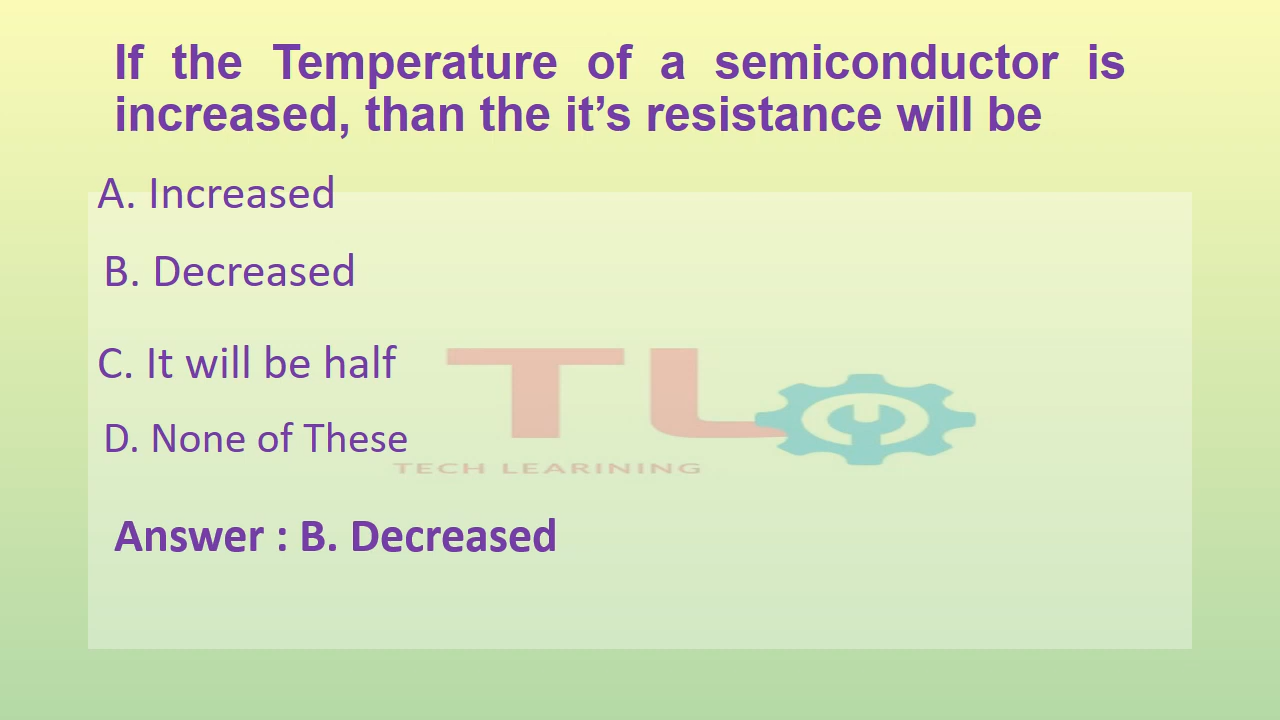 If the Temperature of a semiconductor is
increased, than the it’s resistance will be
A. Increased
B. Decreased
C. It will be half
D. None of These
TL
TECH LEARINING
Answer : B. Decreased